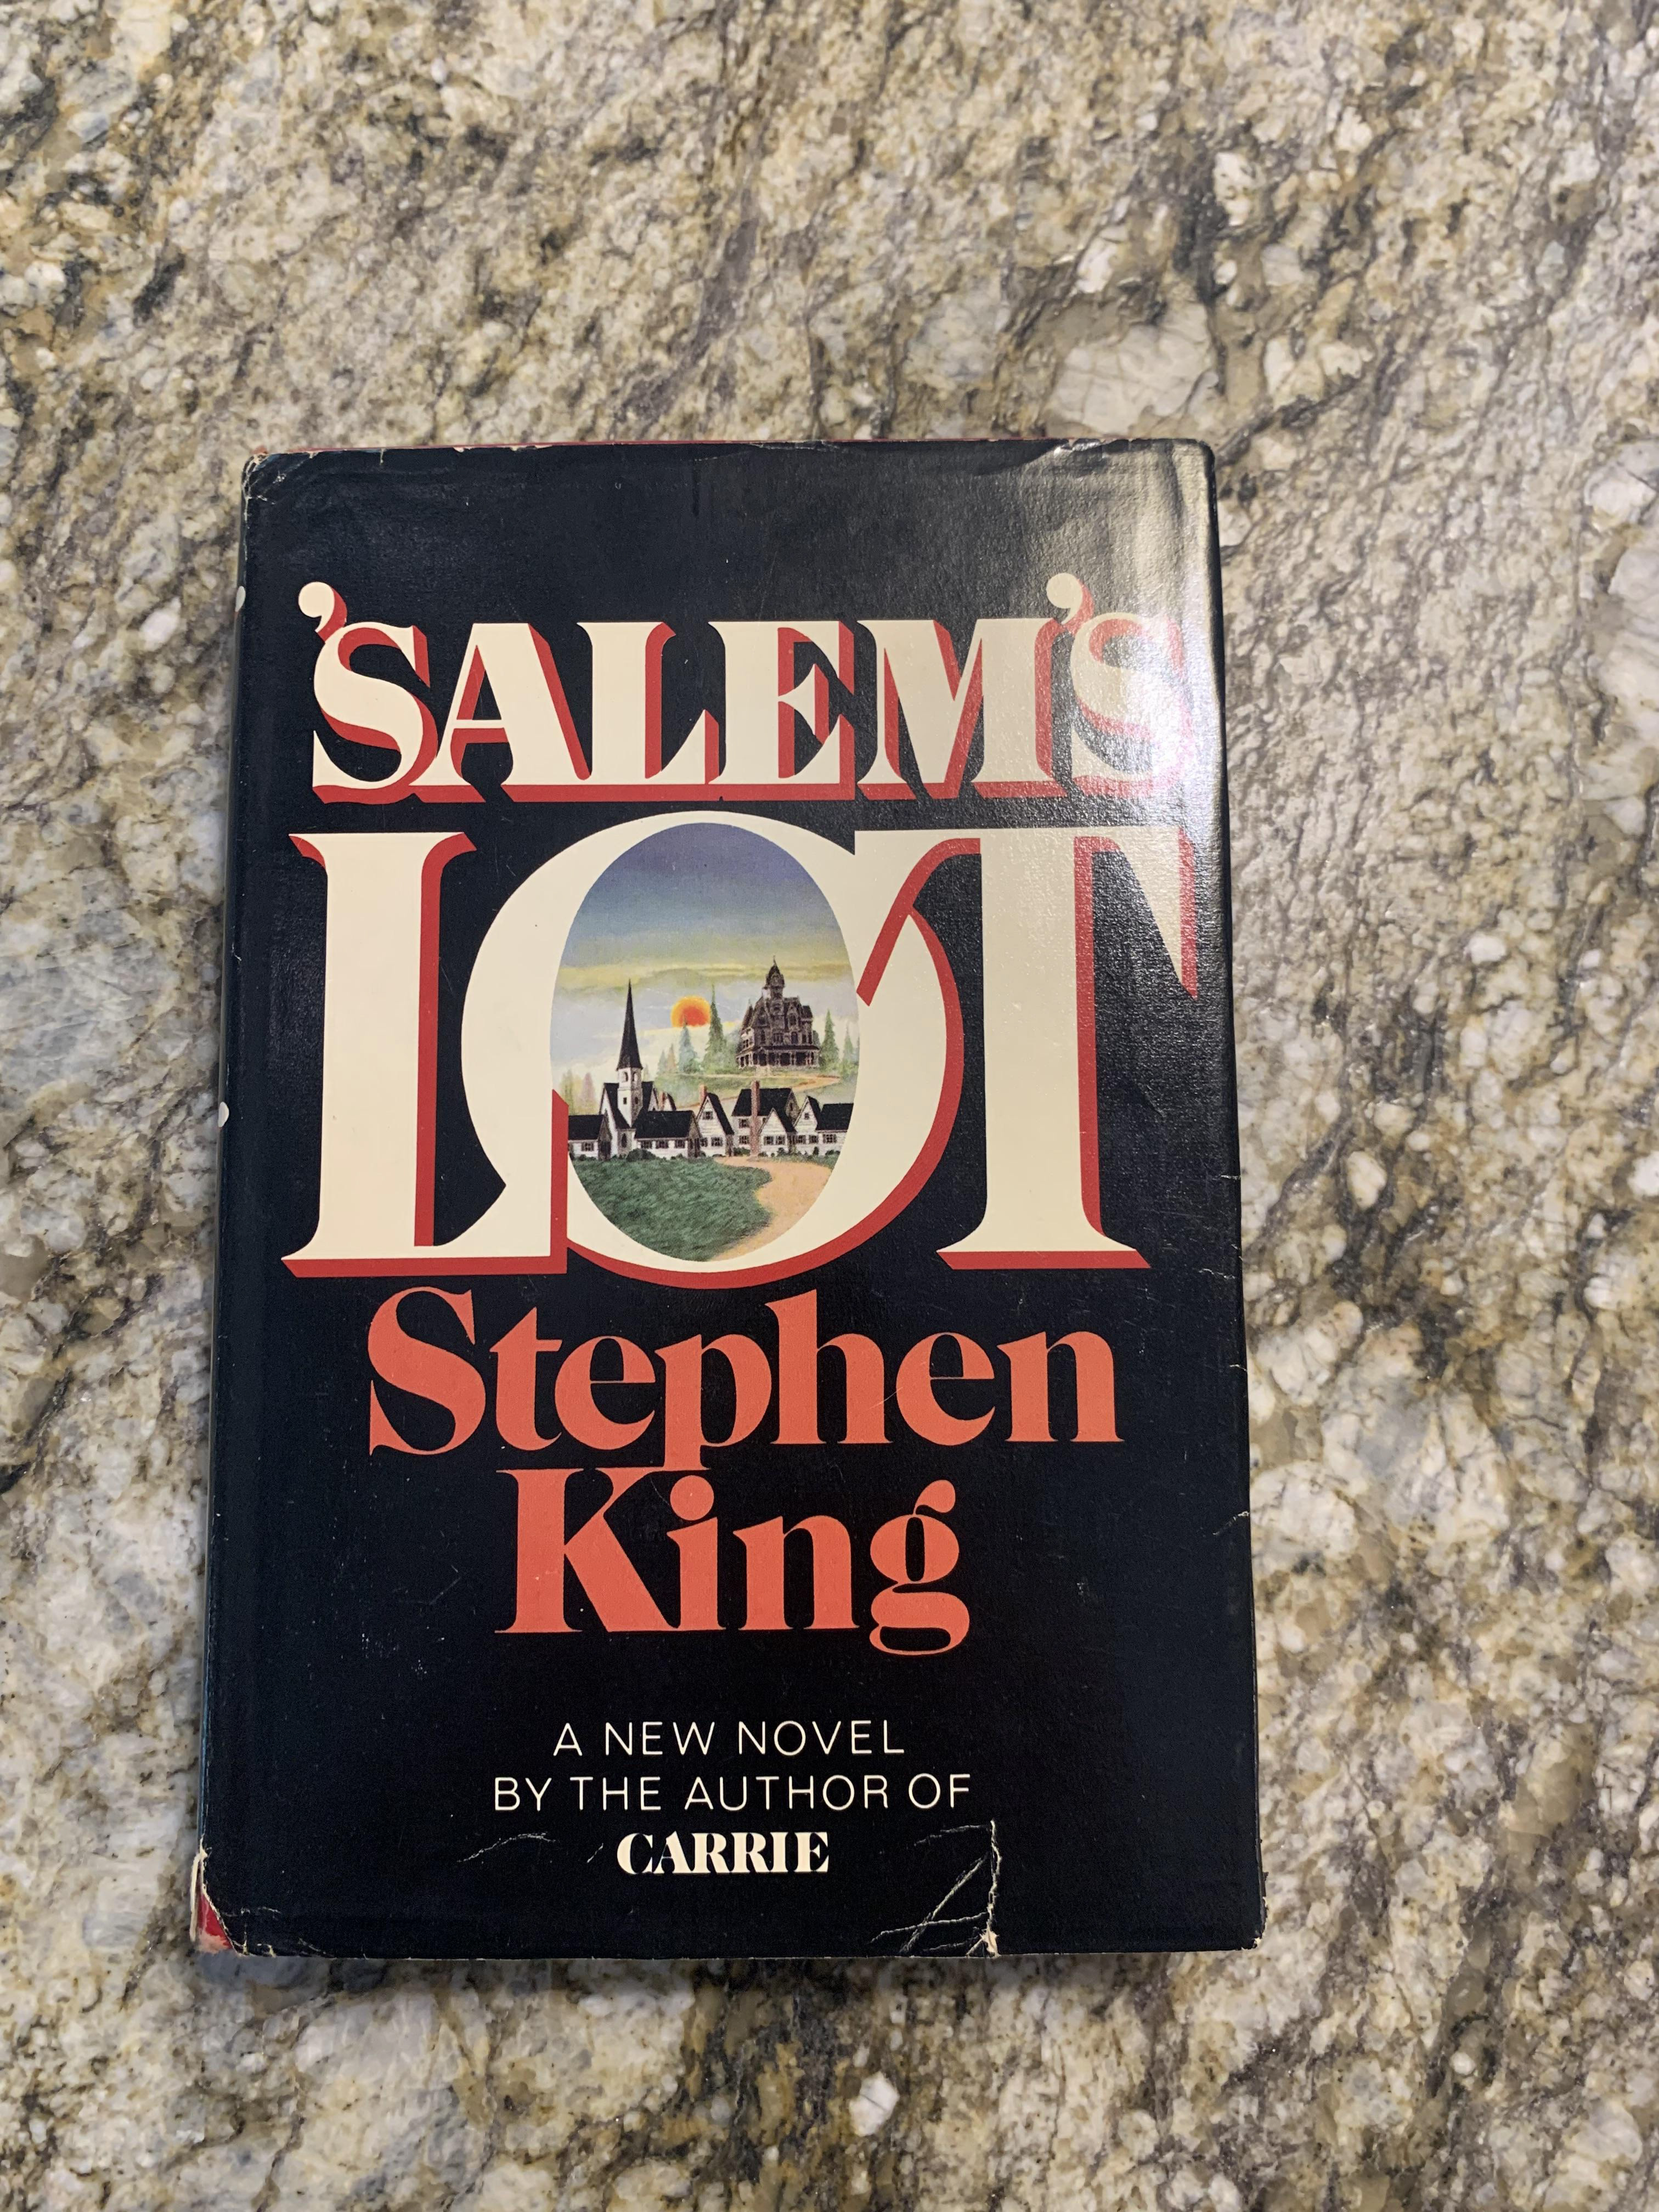 'SALEM'S
LOT
Stephen
King
A NEW NOVEL
BY THE AUTHOR OF
CARRIE